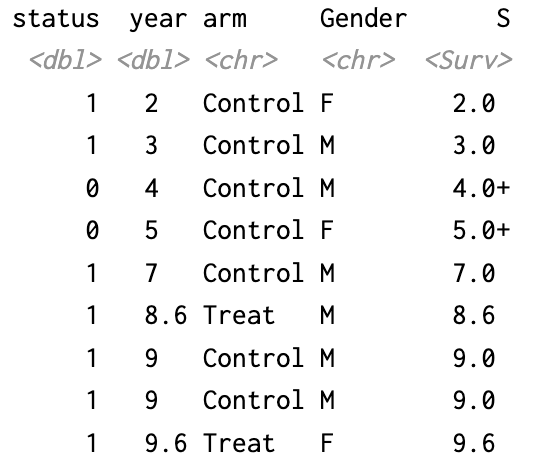 status year arm Gender S
<dbl> <dbl> <chr> <chr> <Surv>
1 2 Control F 2.0
1 3 Control M 3.0
0 4 Control M 4.0+
0 5 Control F 5.0+
1 7 Control M 7.0
1 8.6 Treat M 8.6
1 9 Control M 9.0
1 9 Control M 9.0
1 9.6 Treat F 9.6